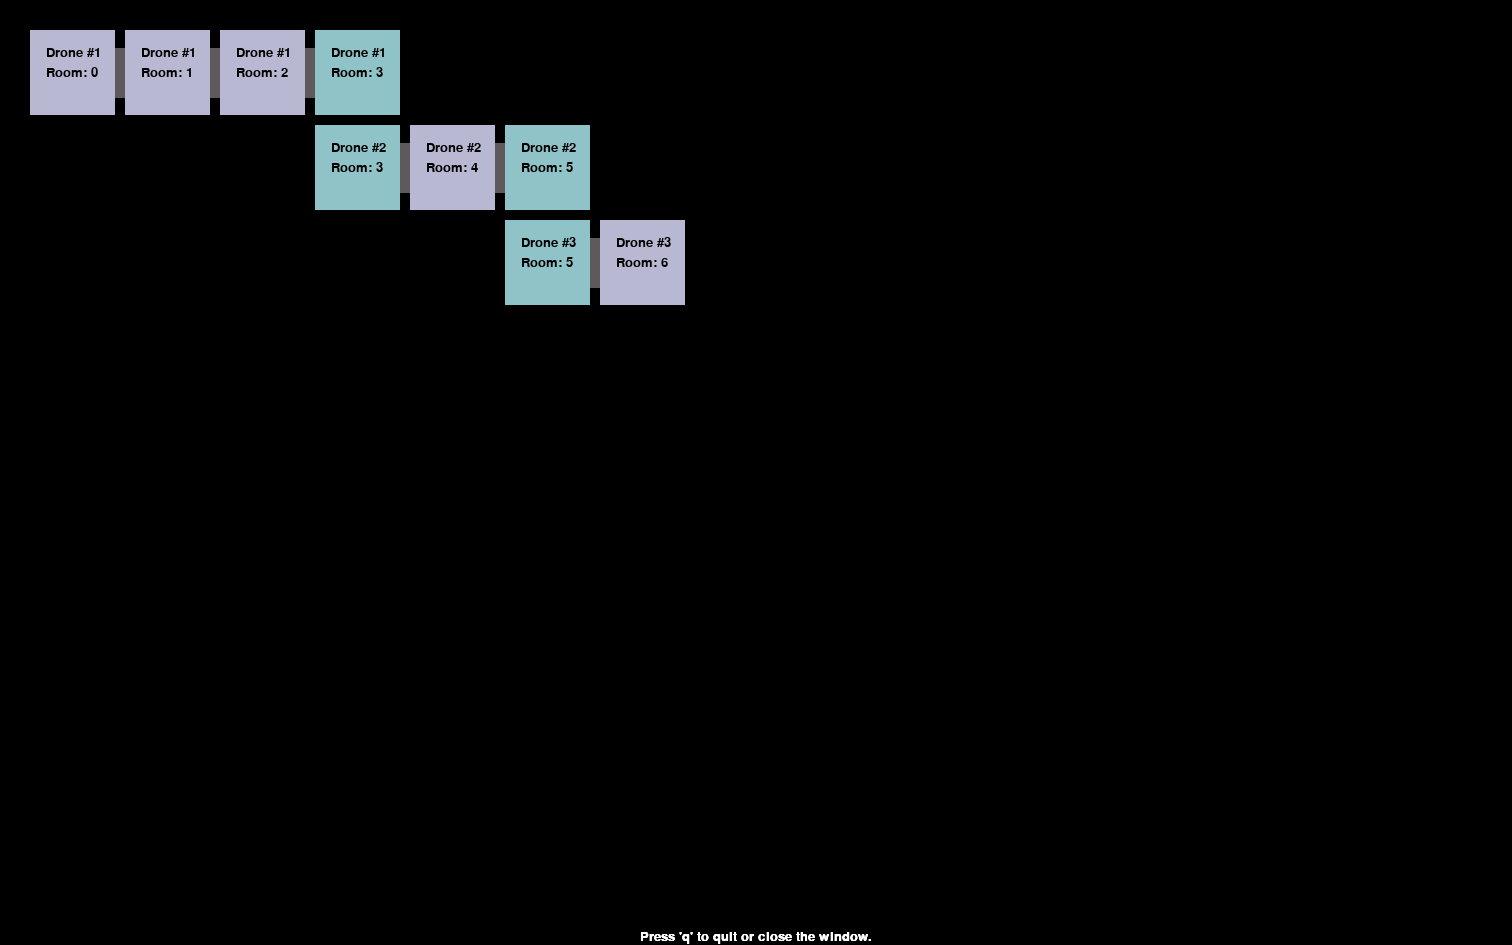 Drone #1
Room: 0
Drone #1
Room: 1
Drone #1
Room: 2
Drone #1
Room: 3
Drone #2
Room: 3
Drone #2
Room: 4
Drone #2
Room: 5
Drone #3
Room: 5
Drone #3
Room: 6
Press 'q' to quit or close the window.